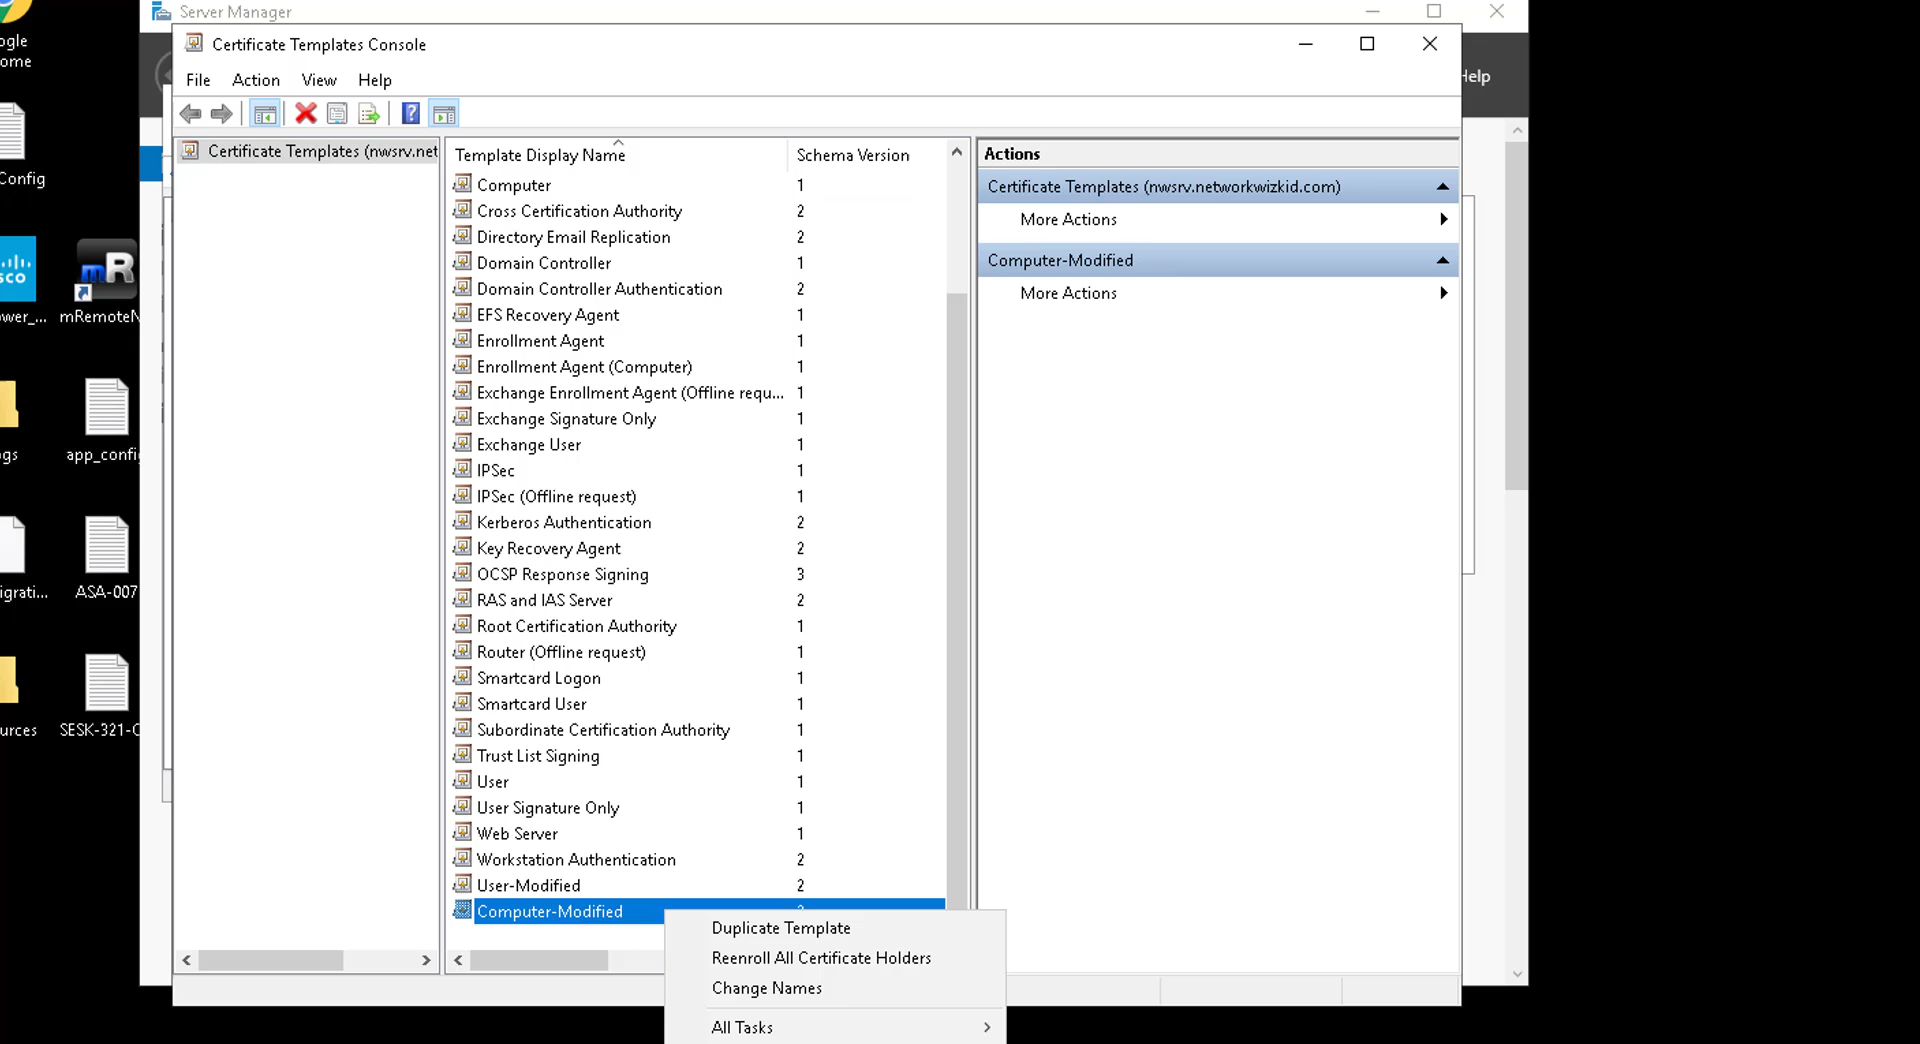 Server Manager
Certificate Templates Console
File Action View Help
Help
Certificate Templates (nwsrv.net
Template Display Name Schema Version
Computer 1
Cross Certification Authority 2
Directory Email Replication 2
Domain Controller 1
Domain Controller Authentication 2
EFS Recovery Agent 1
Enrollment Agent 1
Enrollment Agent (Computer) 1
Exchange Enrollment Agent (Offline requ... 1
Exchange Signature Only 1
Exchange User 1
IPSec 1
IPSec (Offline request) 1
Kerberos Authentication 2
Key Recovery Agent 2
OCSP Response Signing 3
RAS and IAS Server 2
Root Certification Authority 1
Router (Offline request) 1
Smartcard Logon 1
Smartcard User 1
Subordinate Certification Authority 1
Trust List Signing 1
User 1
User Signature Only 1
Web Server 1
Workstation Authentication 2
User-Modified 2
Computer-Modified
Duplicate Template
Reenroll All Certificate Holders
Change Names
All Tasks
Actions
Certificate Templates (nwsrv.networkwizkid.com)
More Actions
Computer-Modified
More Actions
ogle
ome
Config
sco
ower_...
mR
mRemoteN
ogs
app_config
igrati...
ASA-007
urces
SESK-321-C